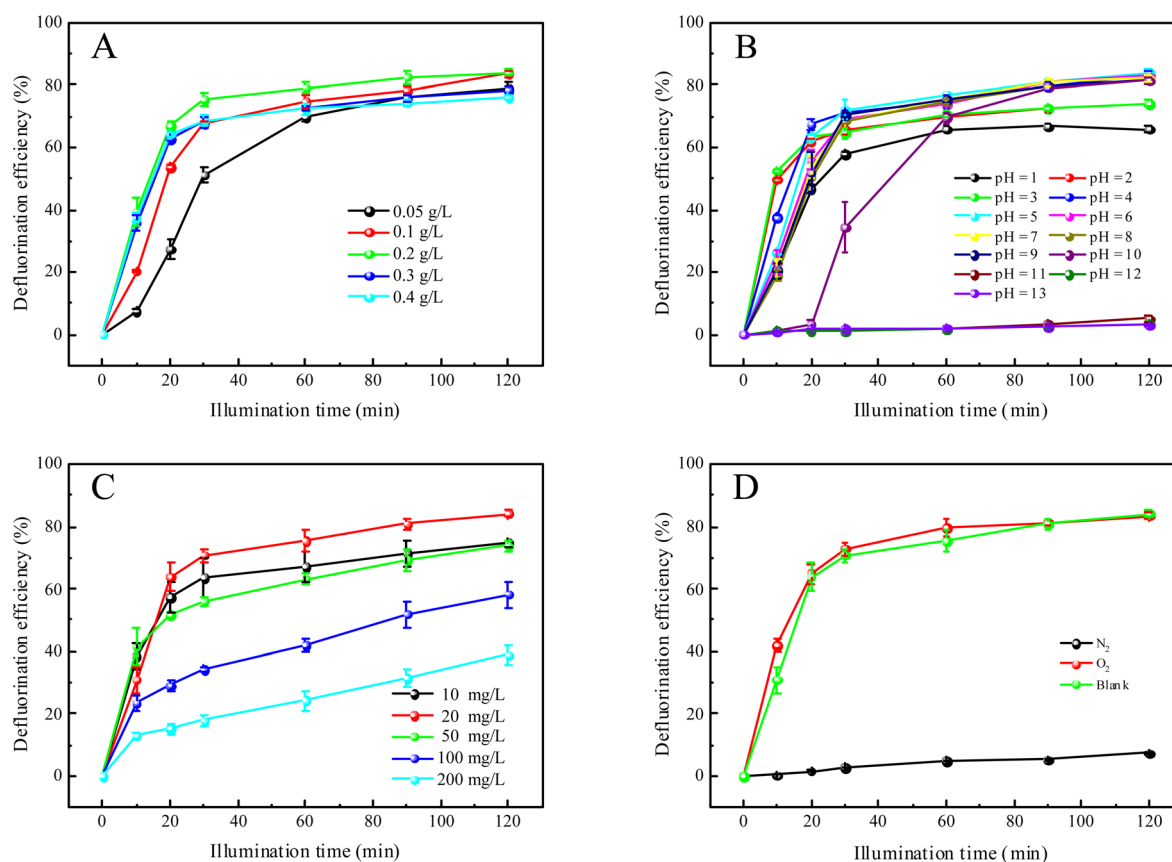 A
Defluorination efficiency (%)
100
80
60
40
20
0
0.05 g/L
0.1 g/L
0.2 g/L
0.3 g/L
0.4 g/L
0 20 40 60 80 100 120
Illumination time (min)
B
Defluorination efficiency (%)
100
80
60
40
20
0
pH = 1 pH = 2
pH = 3 pH = 4
pH = 5 pH = 6
pH = 7 pH = 8
pH = 9 pH = 10
pH = 11 pH = 12
pH = 13
0 20 40 60 80 100 120
Illumination time (min)
C
Defluorination efficiency (%)
100
80
60
40
20
0
10 mg/L
20 mg/L
50 mg/L
100 mg/L
200 mg/L
0 20 40 60 80 100 120
Illumination time (min)
D
Defluorination efficiency (%)
100
80
60
40
20
0
N₂
O₂
Blank
0 20 40 60 80 100 120
Illumination time (min)